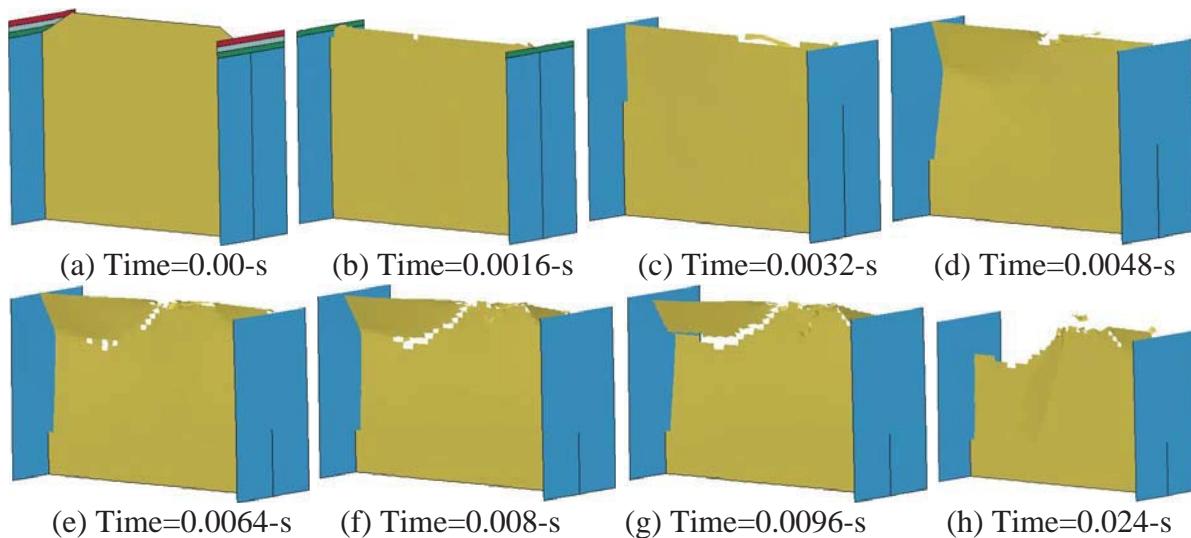 (a) Time=0.00-s (b) Time=0.0016-s (c) Time=0.0032-s (d) Time=0.0048-s
(e) Time=0.0064-s (f) Time=0.008-s (g) Time=0.0096-s (h) Time=0.024-s